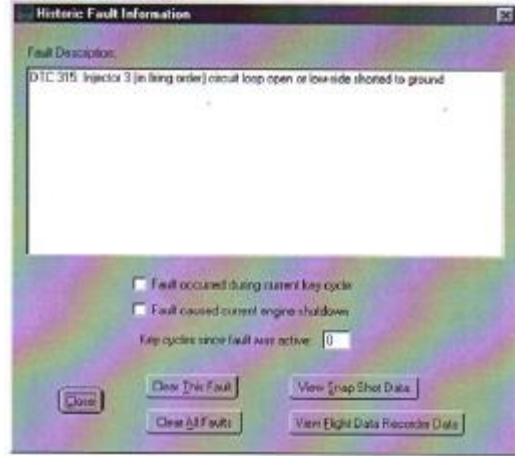 Historic Fault Information
Fault Description:
DTC 315: Injector 3 (in firing order) circuit loop open or low-side shorted to ground
Fault occurred during current key cycle
Fault caused current engine shutdown
Key cycles since fault was active: 0
Close
Clear This Fault
View Snap Shot Data
Clear All Faults
View Flight Data Recorder Data